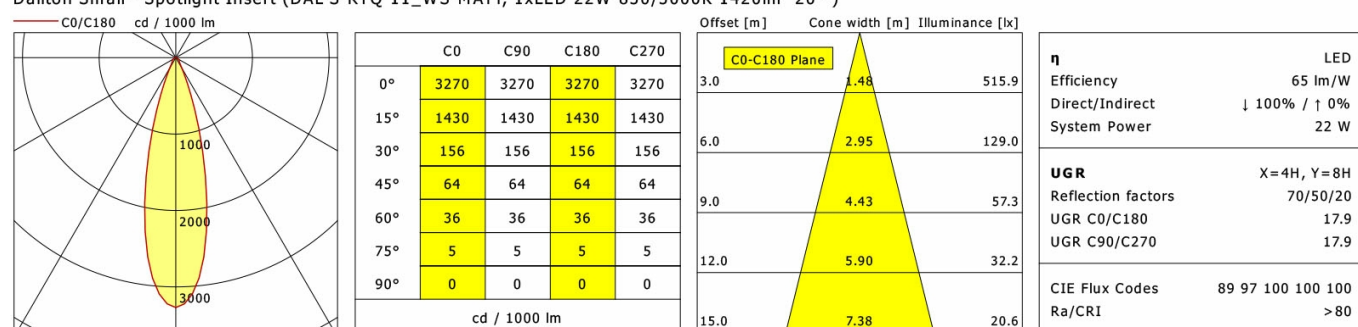 C0/C180 cd / 1000 lm
1000
2000
3000
C0 C90 C180 C270
0° 3270 3270 3270 3270
15° 1430 1430 1430 1430
30° 156 156 156 156
45° 64 64 64 64
60° 36 36 36 36
75° 5 5 5 5
90° 0 0 0 0
cd / 1000 lm
Offset [m] Cone width [m] Illuminance [lx]
C0-C180 Plane
3.0 1.48 515.9
6.0 2.95 129.0
9.0 4.43 57.3
12.0 5.90 32.2
15.0 7.38 20.6
η LED
Efficiency 65 lm/W
Direct/Indirect ↓ 100% / ↑ 0%
System Power 22 W
UGR X=4H, Y=8H
Reflection factors 70/50/20
UGR C0/C180 17.9
UGR C90/C270 17.9
CIE Flux Codes 89 97 100 100 100
Ra/CRI >80